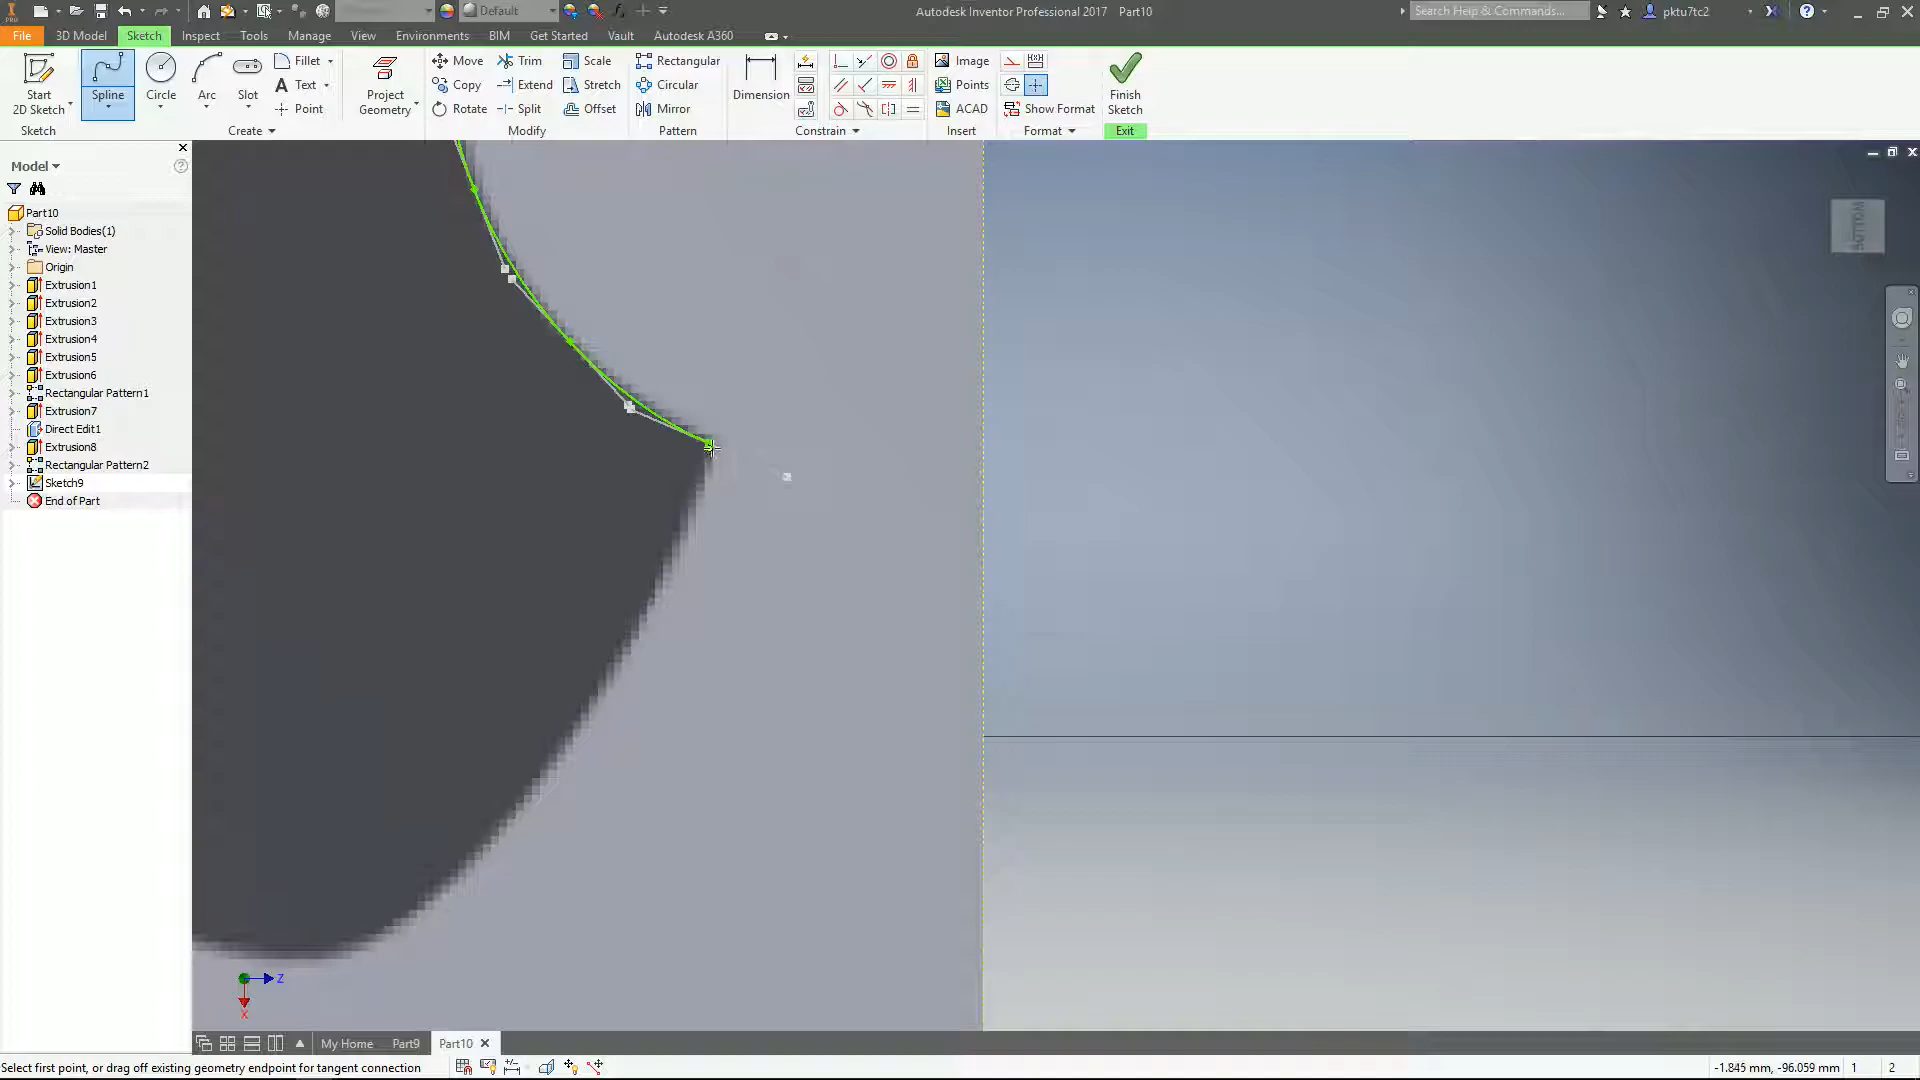 Default
Autodesk Inventor Professional 2017 Part10
Search Help & Commands...
pktu7tc2
PRO
File 3D Model Sketch Inspect Tools Manage View Environments BIM Get Started Vault Autodesk A360
Start 2D Sketch
Spline
Circle
Arc
Slot
Fillet
Text
Point
Project Geometry
Move
Copy
Rotate
Trim
Extend
Split
Scale
Stretch
Offset
Rectangular
Circular
Mirror
Dimension
Image
Points
ACAD
Show Format
Finish Sketch
Sketch Create Modify Pattern Constrain Insert Format Exit
Model
Part10
Solid Bodies(1)
View: Master
Origin
Extrusion1
Extrusion2
Extrusion3
Extrusion4
Extrusion5
Extrusion6
Rectangular Pattern1
Extrusion7
Direct Edit1
Extrusion8
Rectangular Pattern2
Sketch9
End of Part
BOTTOM
Z
X
My Home Part9 Part10
Select first point, or drag off existing geometry endpoint for tangent connection
-1.845 mm, -96.059 mm 1 2